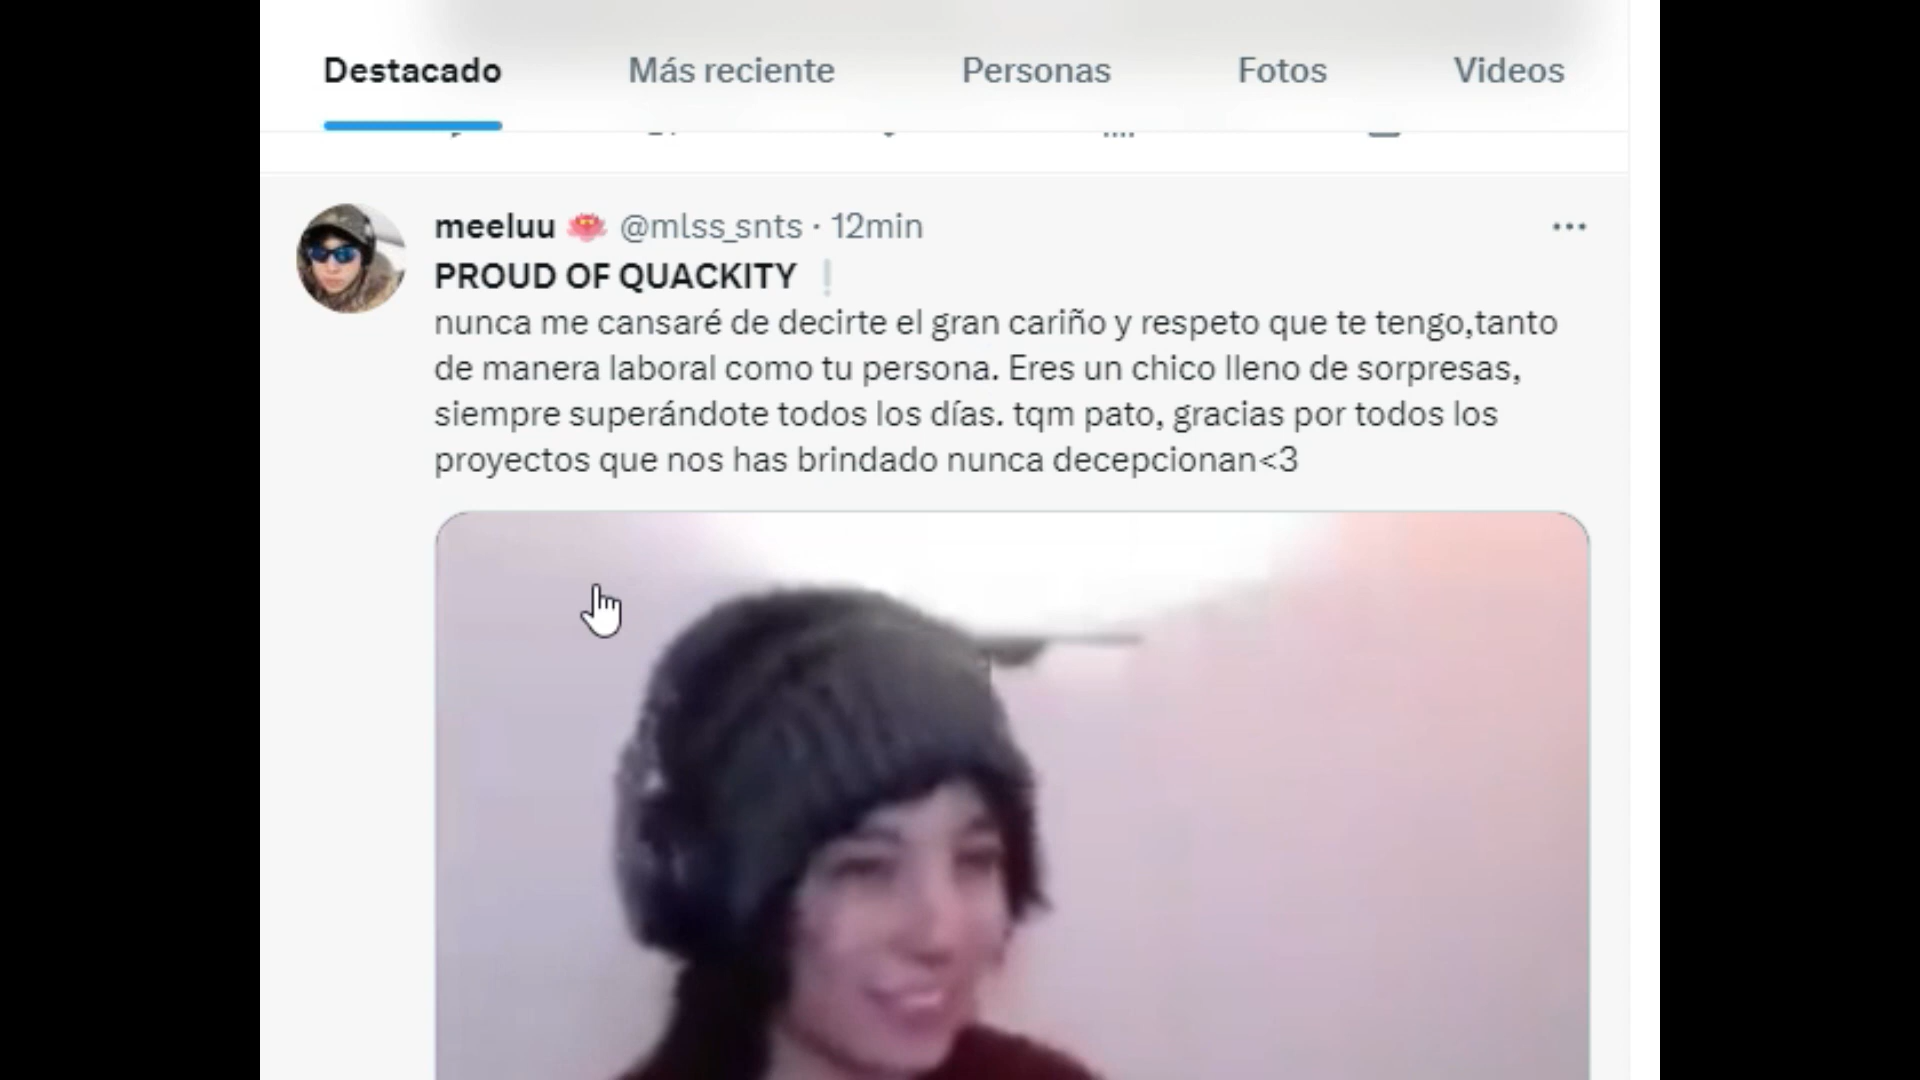 Destacado Más reciente Personas Fotos Videos
meeluu 🪷 @mlss_snts · 12min
PROUD OF QUACKITY ❕
nunca me cansaré de decirte el gran cariño y respeto que te tengo,tanto
de manera laboral como tu persona. Eres un chico lleno de sorpresas,
siempre superándote todos los días. tqm pato, gracias por todos los
proyectos que nos has brindado nunca decepcionan<3